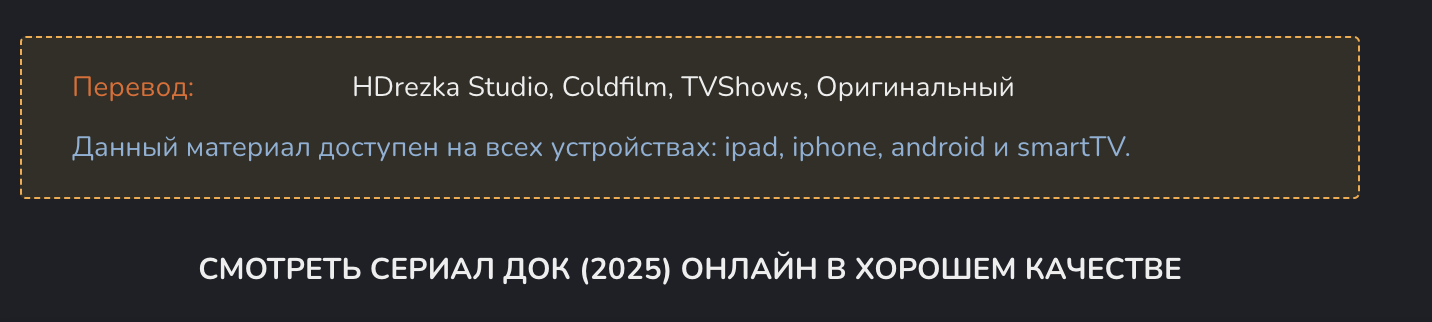 Перевод: HDrezka Studio, Coldfilm, TVShows, Оригинальный
Данный материал доступен на всех устройствах: ipad, iphone, android и smartTV.
СМОТРЕТЬ СЕРИАЛ ДОК (2025) ОНЛАЙН В ХОРОШЕМ КАЧЕСТВЕ